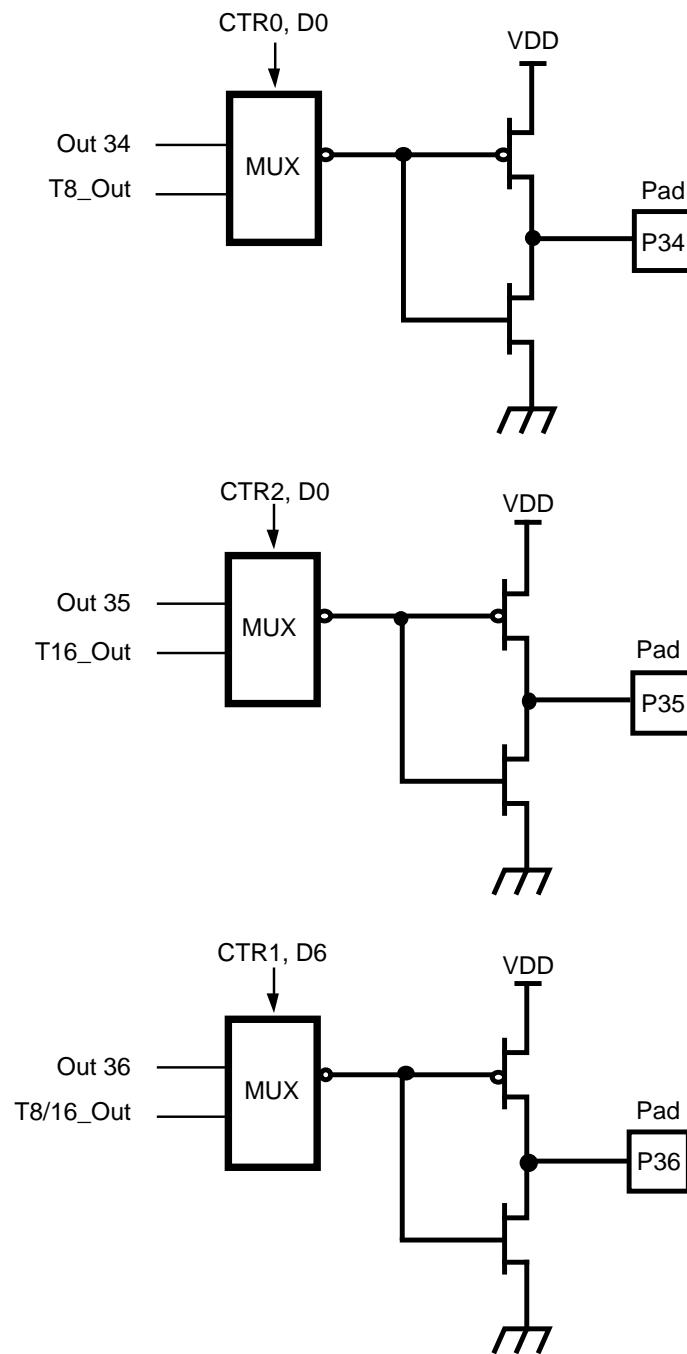 CTR0, D0
VDD
Out 34
MUX
T8_Out
Pad
P34
CTR2, D0
VDD
Out 35
MUX
T16_Out
Pad
P35
CTR1, D6
VDD
Out 36
MUX
T8/16_Out
Pad
P36